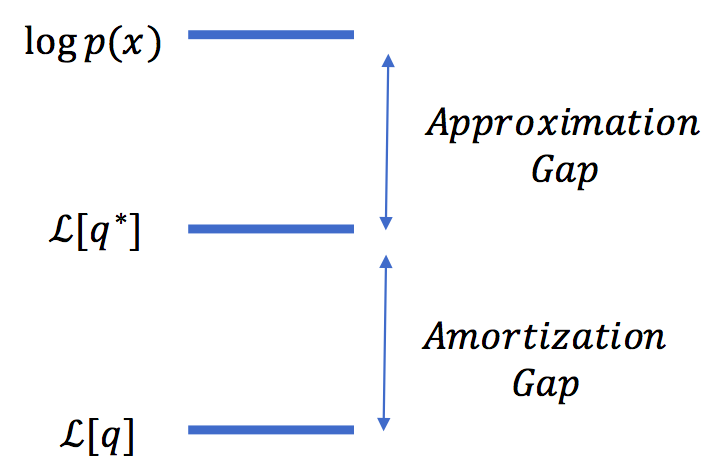 log p(x)
Approximation
Gap
ℒ[q*]
Amortization
Gap
ℒ[q]